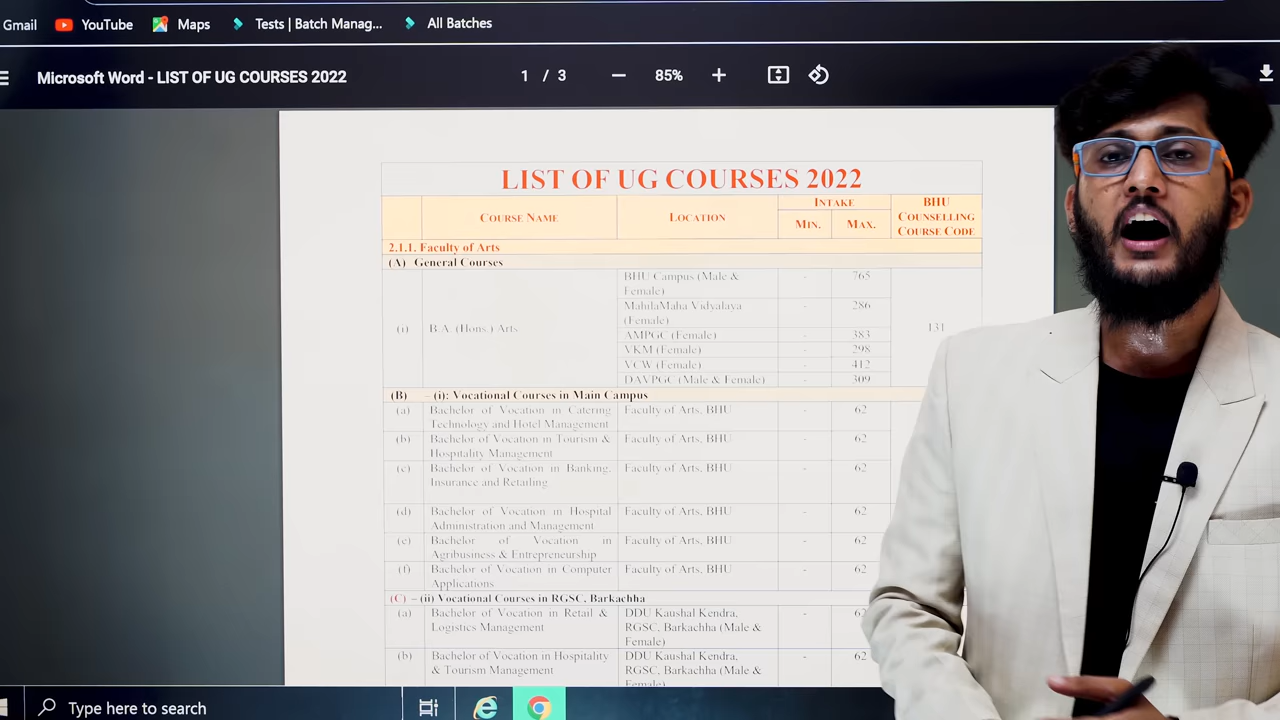 Gmail YouTube Maps Tests | Batch Manag... All Batches
Microsoft Word - LIST OF UG COURSES 2022 1 / 3 85%
LIST OF UG COURSES 2022
COURSE NAME LOCATION INTAKE BHU COUNSELLING COURSE CODE
MIN. MAX.
2.1.1. Faculty of Arts
(A) General Courses
(i) B.A. (Hons.) Arts
BHU Campus (Male & - 765
Female)
MahilaMaha Vidyalaya - 286
(Female)
AMPGC (Female) - 383
VKM (Female) - 298
VCW (Female) - 412
DAVPGC (Male & Female) - 309
131
(B) – (i): Vocational Courses in Main Campus
(a) Bachelor of Vocation in Catering Faculty of Arts, BHU - 62
Technology and Hotel Management
(b) Bachelor of Vocation in Tourism & Faculty of Arts, BHU - 62
Hospitality Management
(c) Bachelor of Vocation in Banking, Faculty of Arts, BHU - 62
Insurance and Retailing
(d) Bachelor of Vocation in Hospital Faculty of Arts, BHU - 62
Administration and Management
(e) Bachelor of Vocation in Faculty of Arts, BHU - 62
Agribusiness & Entrepreneurship
(f) Bachelor of Vocation in Computer Faculty of Arts, BHU - 62
Applications
(C) – (ii) Vocational Courses in RGSC, Barkachha
(a) Bachelor of Vocation in Retail & DDU Kaushal Kendra, - 62
Logistics Management RGSC, Barkachha (Male &
Female)
(b) Bachelor of Vocation in Hospitality DDU Kaushal Kendra, - 62
& Tourism Management RGSC, Barkachha (Male &
Female)
Type here to search